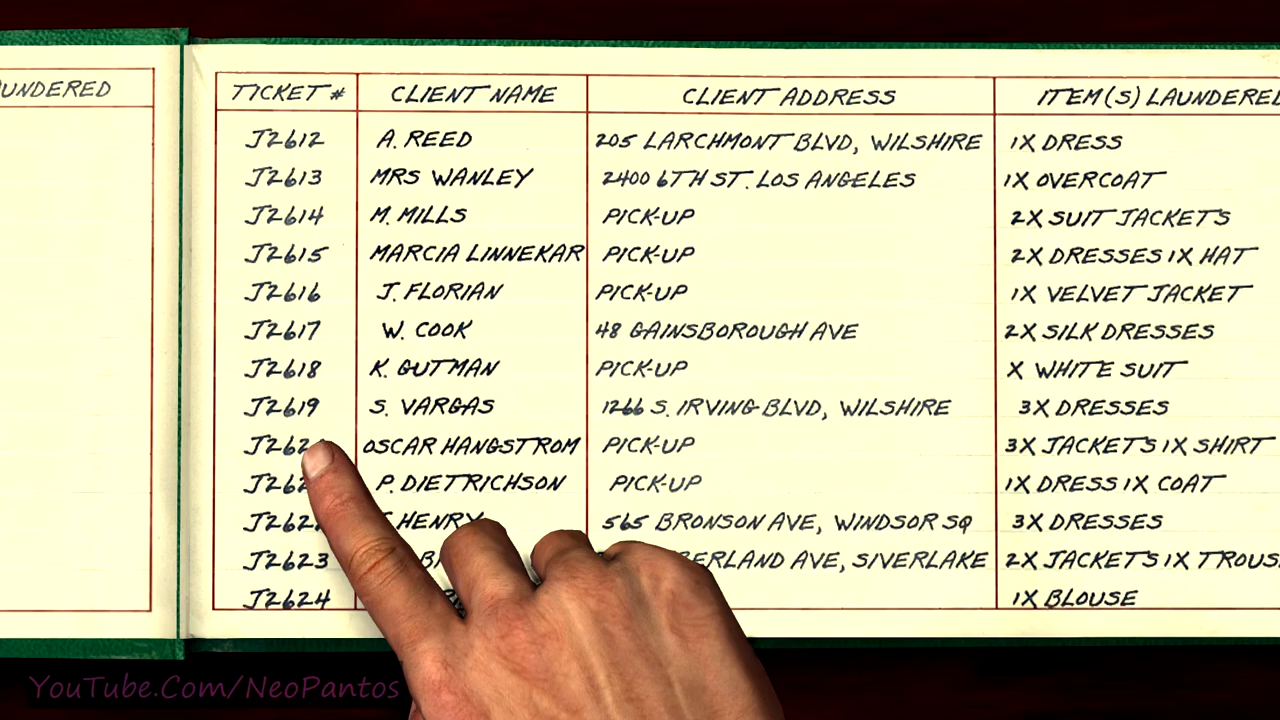 UNDERED
TICKET # CLIENT NAME CLIENT ADDRESS ITEM(S) LAUNDERED
J2612 A. REED 205 LARCHMONT BLVD, WILSHIRE 1X DRESS
J2613 MRS WANLEY 2400 6TH ST. LOS ANGELES 1X OVERCOAT
J2614 M. MILLS PICK-UP 2X SUIT JACKETS
J2615 MARCIA LINNEKAR PICK-UP 2X DRESSES 1X HAT
J2616 J. FLORIAN PICK-UP 1X VELVET JACKET
J2617 W. COOK 48 GAINSBOROUGH AVE 2X SILK DRESSES
J2618 K. GUTMAN PICK-UP X WHITE SUIT
J2619 S. VARGAS 1266 S. IRVING BLVD, WILSHIRE 3X DRESSES
OSCAR HANGSTROM PICK-UP 3X JACKETS 1X SHIRT
P. DIETRICHSON PICK-UP 1X DRESS 1X COAT
HENRY 565 BRONSON AVE, WINDSOR SQ 3X DRESSES
J2623 ERLAND AVE, SIVERLAKE 2X JACKETS 1X TROUS
J2624 1X BLOUSE
YouTube.Com/NeoPantos